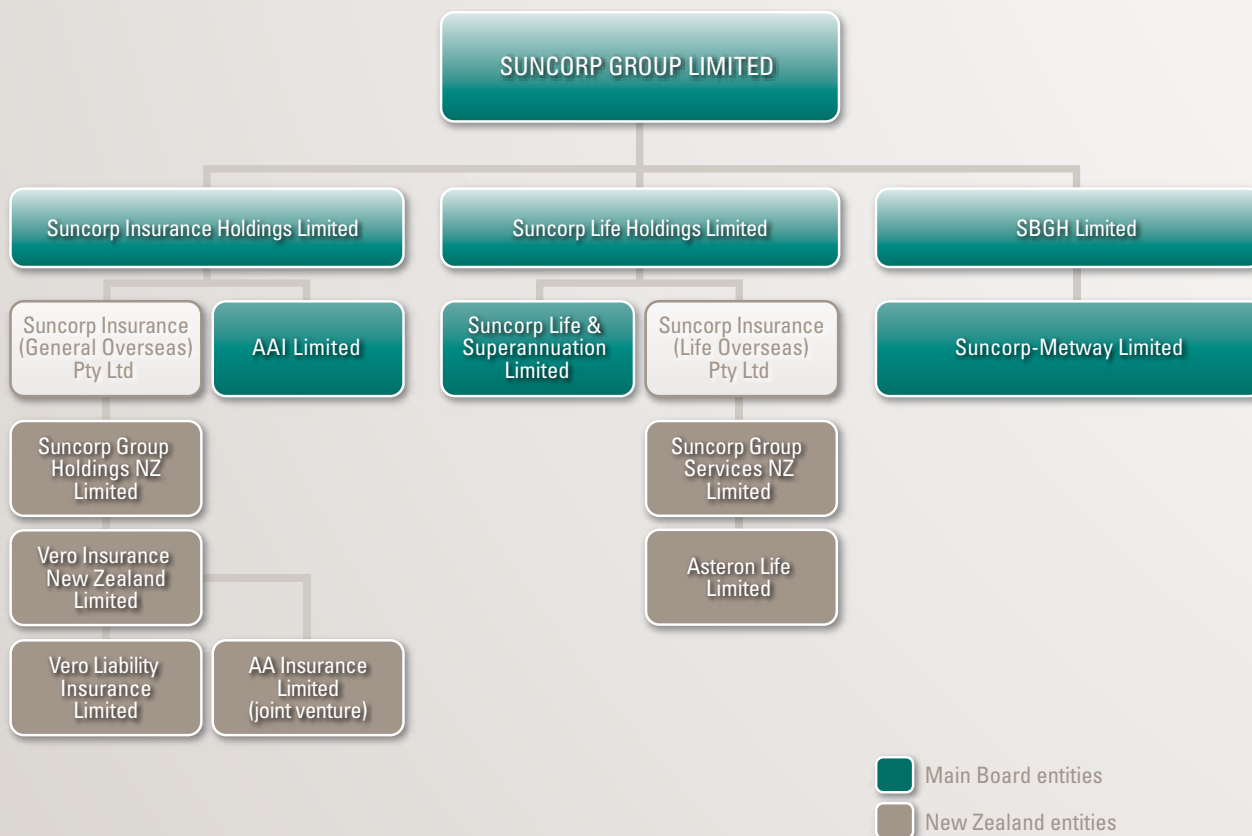 SUNCORP GROUP LIMITED
Suncorp Insurance Holdings Limited
Suncorp Life Holdings Limited
SBGH Limited
Suncorp Insurance
(General Overseas)
Pty Ltd
AAI Limited
Suncorp Life &
Superannuation
Limited
Suncorp Insurance
(Life Overseas)
Pty Ltd
Suncorp-Metway Limited
Suncorp Group
Holdings NZ
Limited
Suncorp Group
Services NZ
Limited
Vero Insurance
New Zealand
Limited
Asteron Life
Limited
Vero Liability
Insurance
Limited
AA Insurance
Limited
(joint venture)
Main Board entities
New Zealand entities